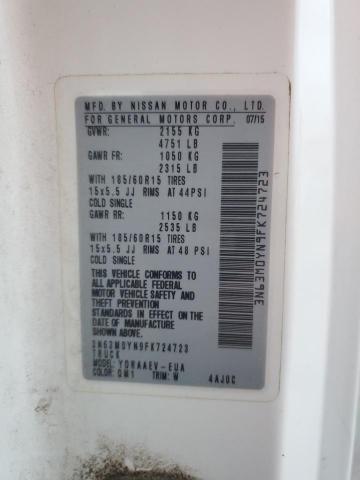 MFD. BY NISSAN MOTOR CO., LTD.
FOR GENERAL MOTORS CORP. 07/15
GVWR: 2155 KG
4751 LB
GAWR FR: 1050 KG
2315 LB
WITH 185/60R15 TIRES
15x5.5 JJ RIMS AT 44PSI
COLD SINGLE
GAWR RR: 1150 KG
2535 LB
WITH 185/60R15 TIRES
15x5.5 JJ RIMS AT 48 PSI
COLD SINGLE
THIS VEHICLE CONFORMS TO
ALL APPLICABLE FEDERAL
MOTOR VEHICLE SAFETY AND
THEFT PREVENTION
STANDARDS IN EFFECT ON
THE DATE OF MANUFACTURE
SHOWN ABOVE.
3N63M0YN9FK724723
TRUCK
MODEL: YDRAAEV-EUA
COLOR: QM1 TRIM: W 4AJ0C
3N63M0YN9FK724723